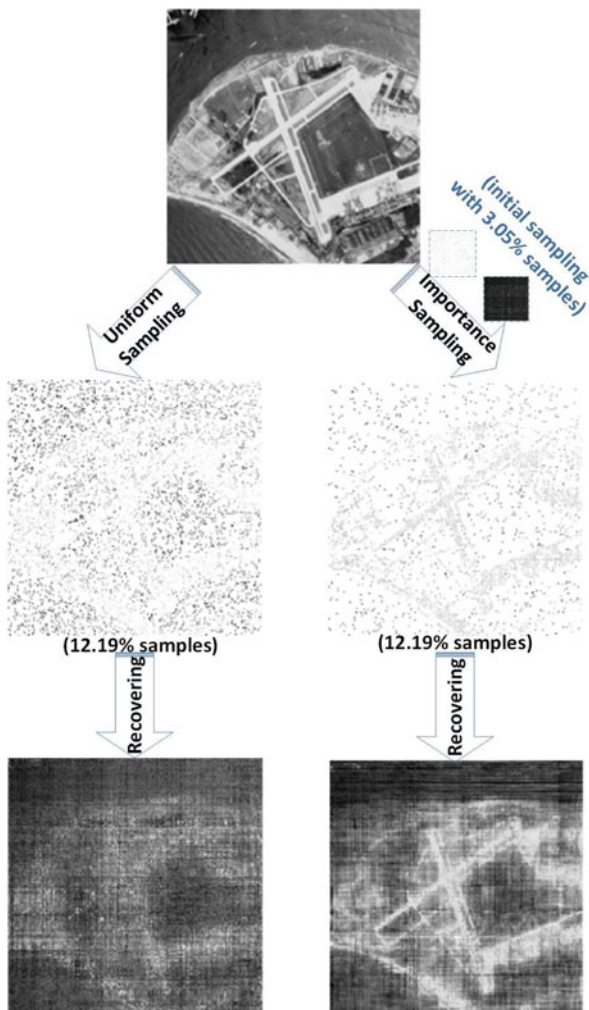 (initial sampling
with 3.05% samples)
Uniform
Sampling
Importance
Sampling
(12.19% samples)
(12.19% samples)
Recovering
Recovering